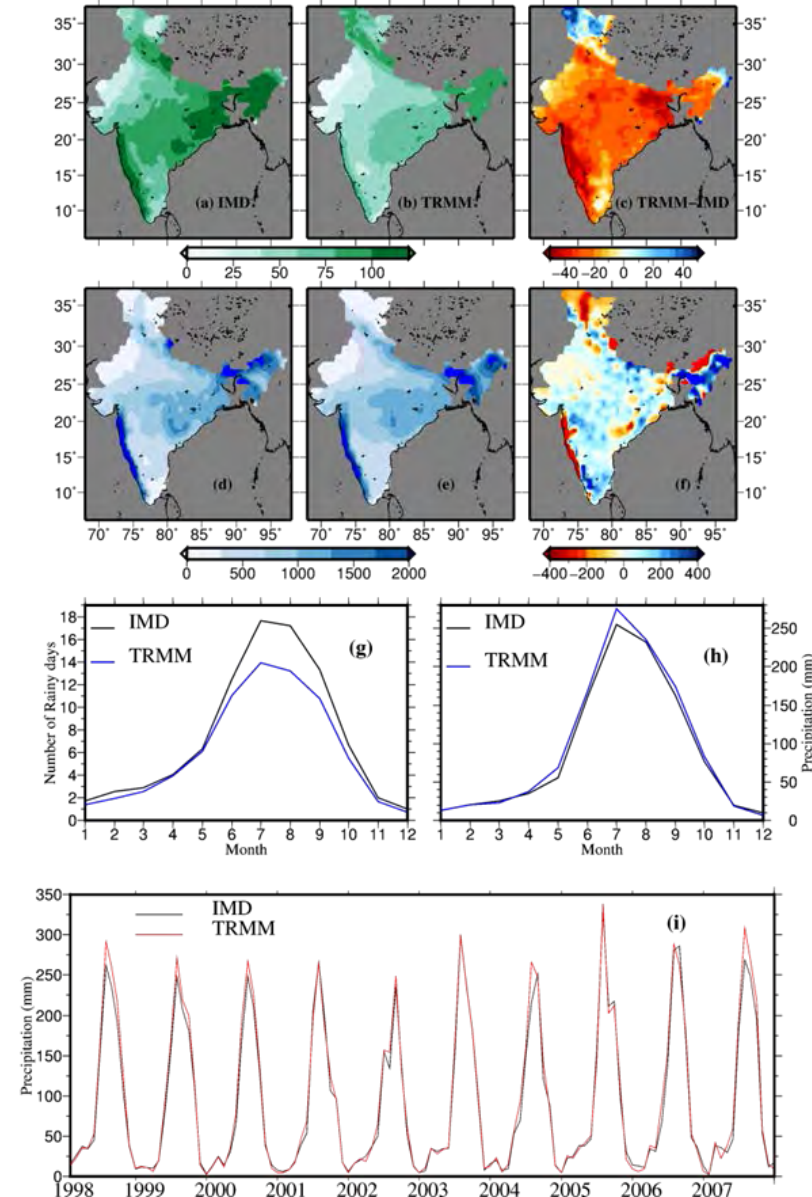 35° 35°
30° 30°
25° 25°
20° 20°
15° 15°
10° 10°
(a) IMD (b) TRMM (c) TRMM-IMD
0 25 50 75 100
-40 -20 0 20 40
35° 35°
30° 30°
25° 25°
20° 20°
15° 15°
10° 10°
(d) (e) (f)
70° 75° 80° 85° 90° 95° 70° 75° 80° 85° 90° 95° 70° 75° 80° 85° 90° 95°
0 500 1000 1500 2000
-400 -200 0 200 400
Number of Rainy days
18
16
14
12
10
8
6
4
2
0
IMD
TRMM
(g)
1 2 3 4 5 6 7 8 9 10 11 12
Month
IMD
TRMM
(h)
250
200
150
100
50
0
Precipitation (mm)
1 2 3 4 5 6 7 8 9 10 11 12
Month
Precipitation (mm)
350
300
250
200
150
100
50
0
IMD
TRMM
(i)
1998 1999 2000 2001 2002 2003 2004 2005 2006 2007